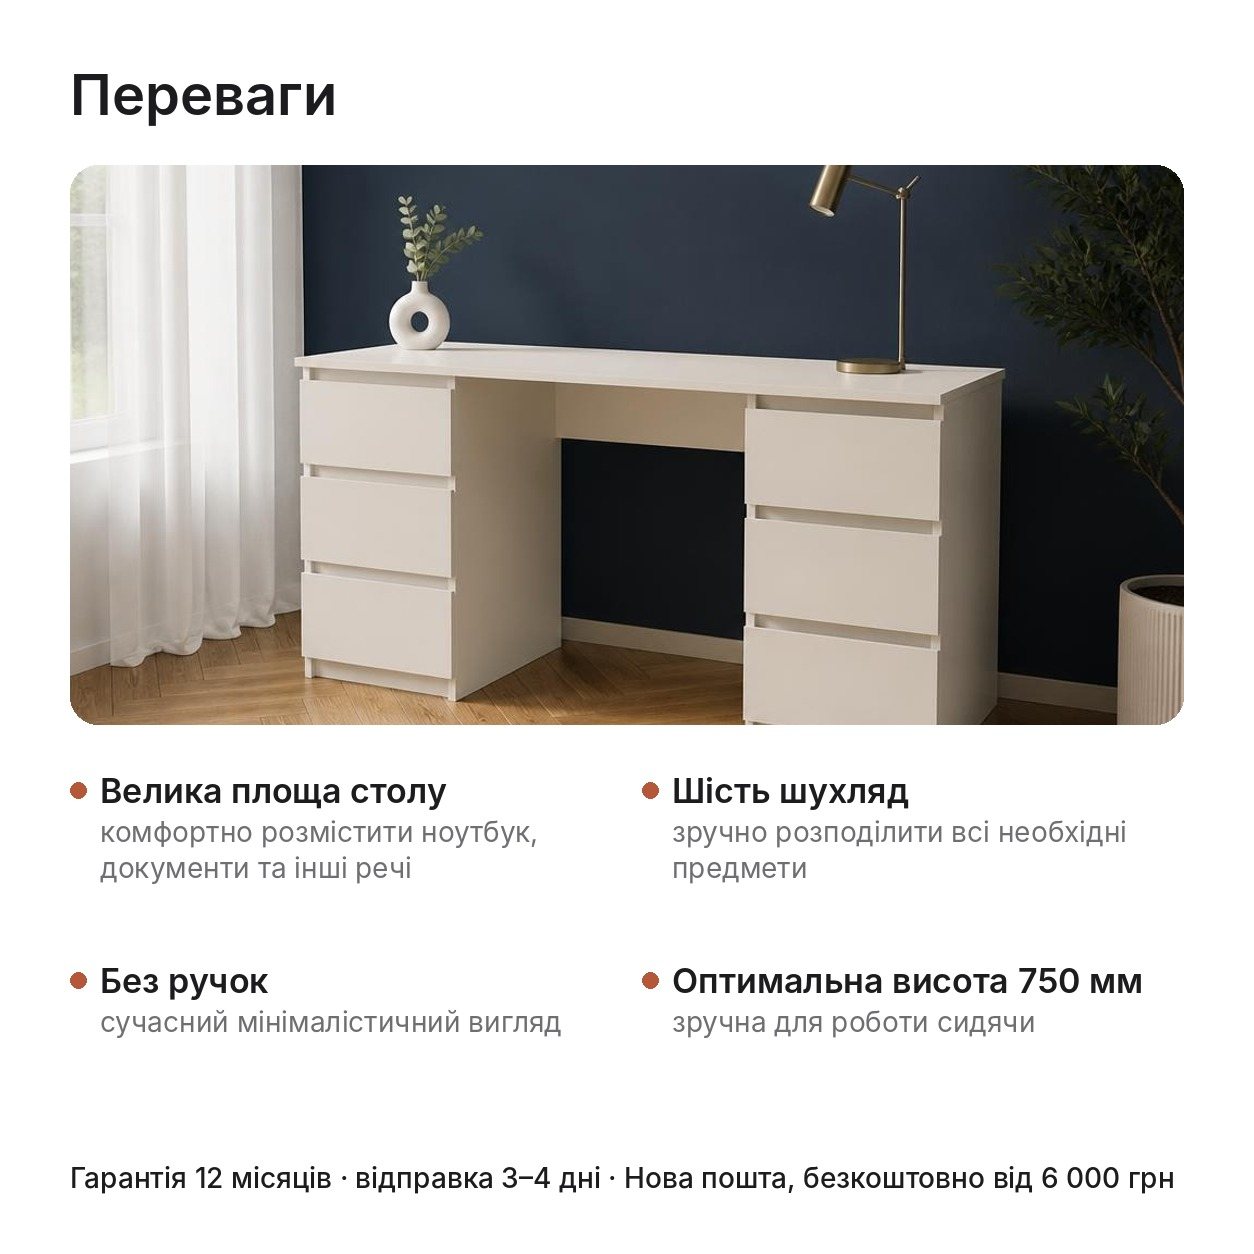 Переваги
Велика площа столу
комфортно розмістити ноутбук,
документи та інші речі
Шість шухляд
зручно розподілити всі необхідні
предмети
Без ручок
сучасний мінімалістичний вигляд
Оптимальна висота 750 мм
зручна для роботи сидячи
Гарантія 12 місяців · відправка 3–4 дні · Нова пошта, безкоштовно від 6 000 грн